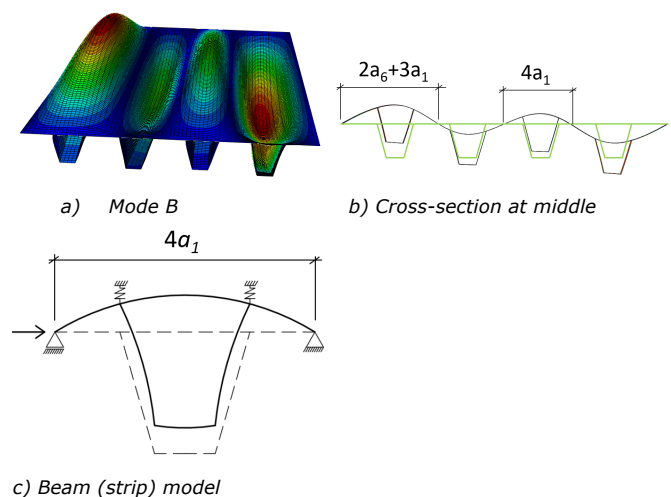 2a₆+3a₁
4a₁
a) Mode B
b) Cross-section at middle
4a₁
c) Beam (strip) model